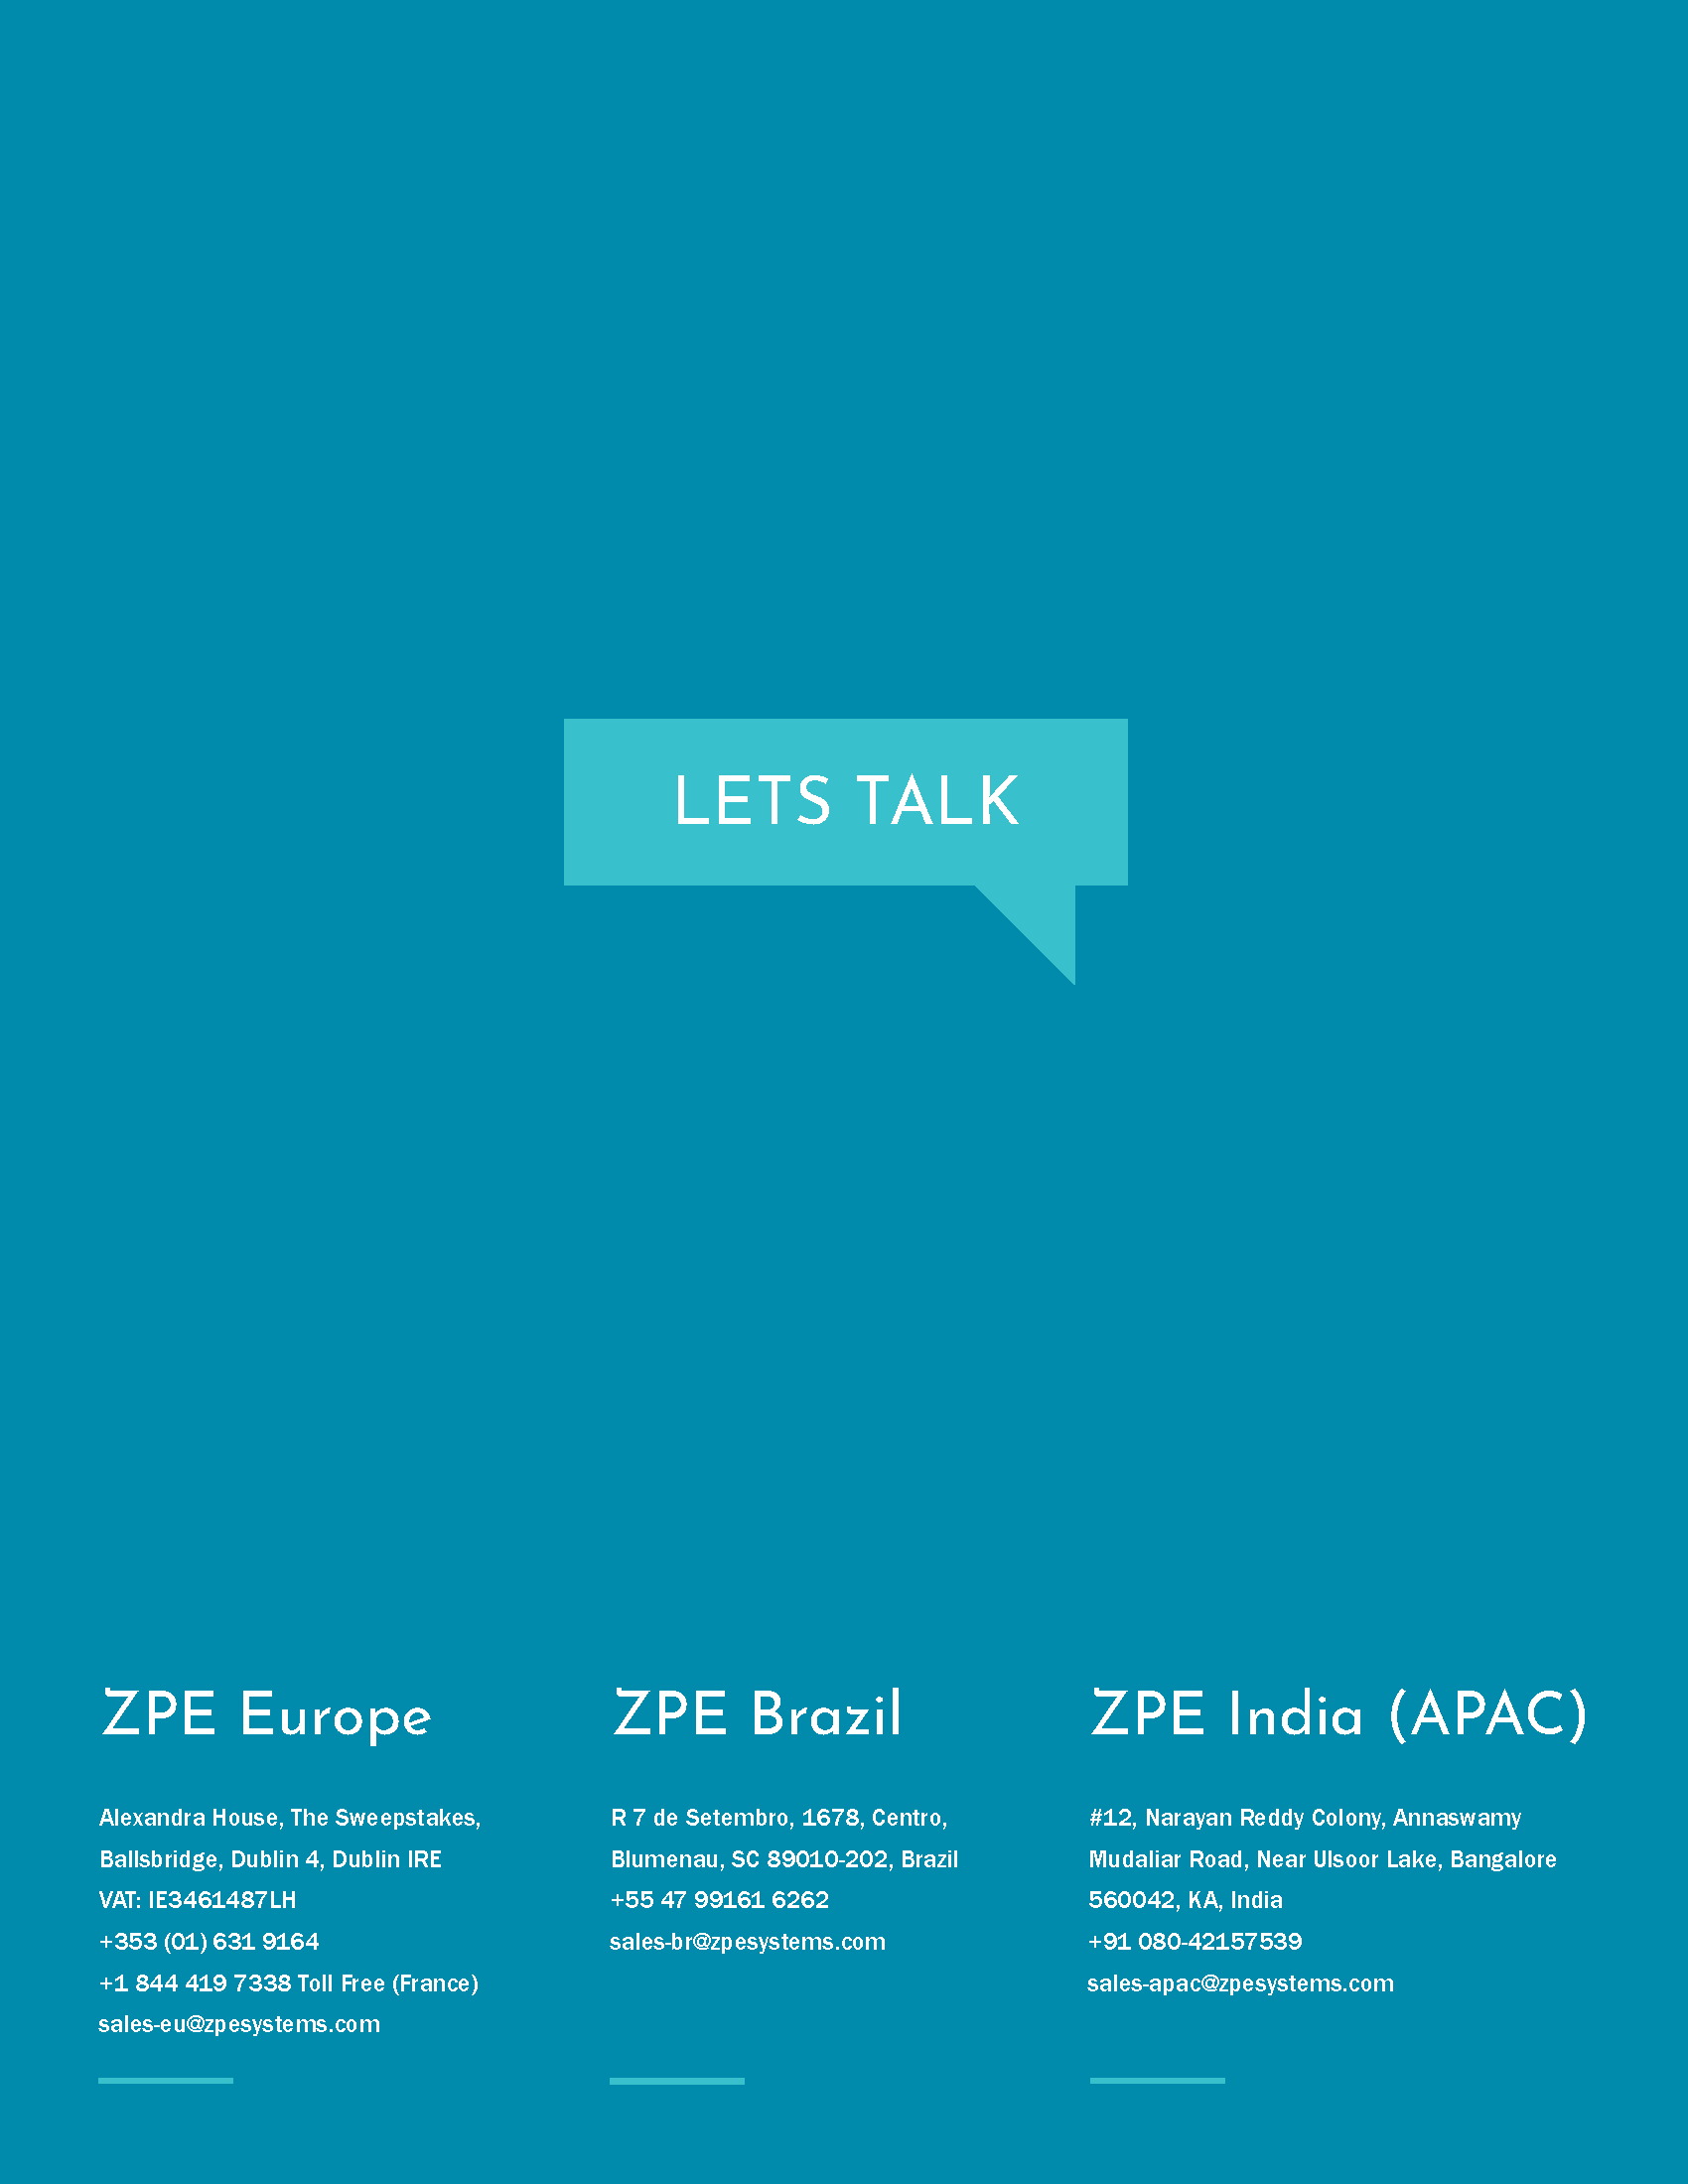 LETS TALK
ZPE Europe
Alexandra House, The Sweepstakes,
Ballsbridge, Dublin 4, Dublin IRE
VAT: IE3461487LH
+353 (01) 631 9164
+1 844 419 7338 Toll Free (France)
sales-eu@zpesystems.com
ZPE Brazil
R 7 de Setembro, 1678, Centro,
Blumenau, SC 89010-202, Brazil
+55 47 99161 6262
sales-br@zpesystems.com
ZPE India (APAC)
#12, Narayan Reddy Colony, Annaswamy
Mudaliar Road, Near Ulsoor Lake, Bangalore
560042, KA, India
+91 080-42157539
sales-apac@zpesystems.com